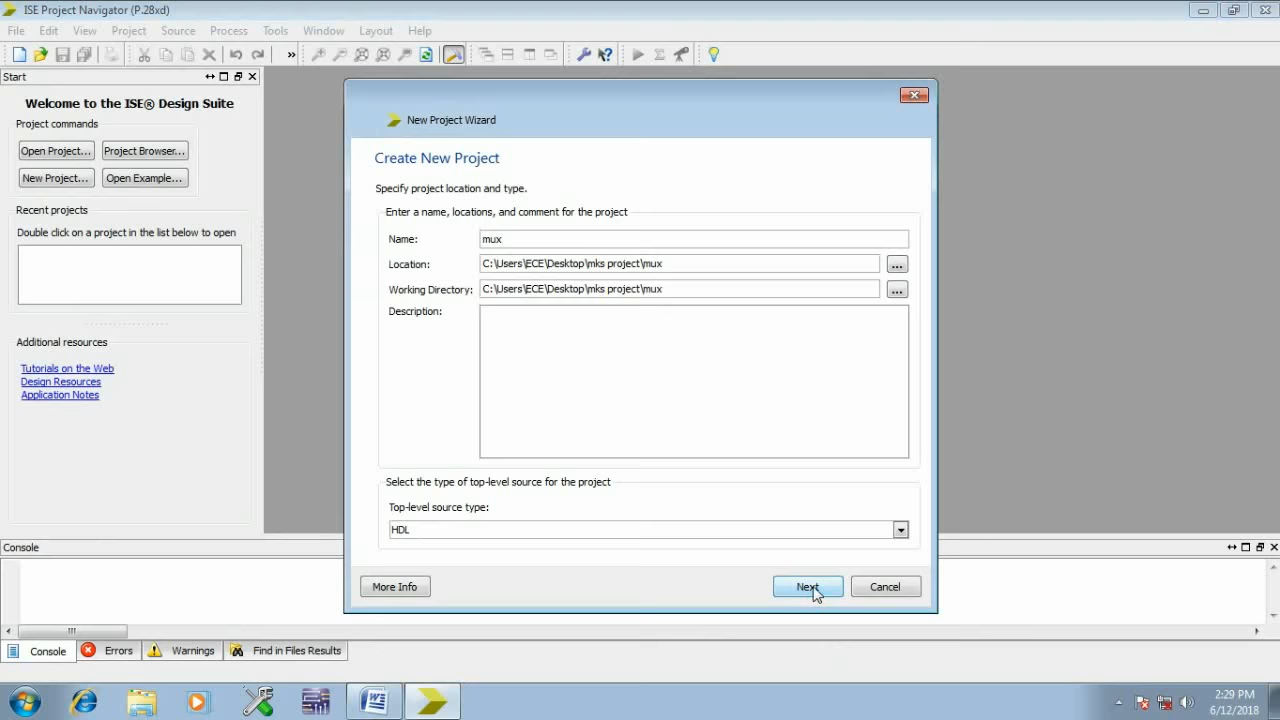 ISE Project Navigator (P.28xd)
File Edit View Project Source Process Tools Window Layout Help
»
Start
Welcome to the ISE® Design Suite
Project commands
Open Project... Project Browser...
New Project... Open Example...
Recent projects
Double click on a project in the list below to open
Additional resources
Tutorials on the Web
Design Resources
Application Notes
New Project Wizard
Create New Project
Specify project location and type.
Enter a name, locations, and comment for the project
Name: mux
Location: C:\Users\ECE\Desktop\mks project\mux ...
Working Directory: C:\Users\ECE\Desktop\mks project\mux ...
Description:
Select the type of top-level source for the project
Top-level source type:
HDL
More Info Next Cancel
Console
Console Errors Warnings Find in Files Results
2:29 PM
6/12/2018